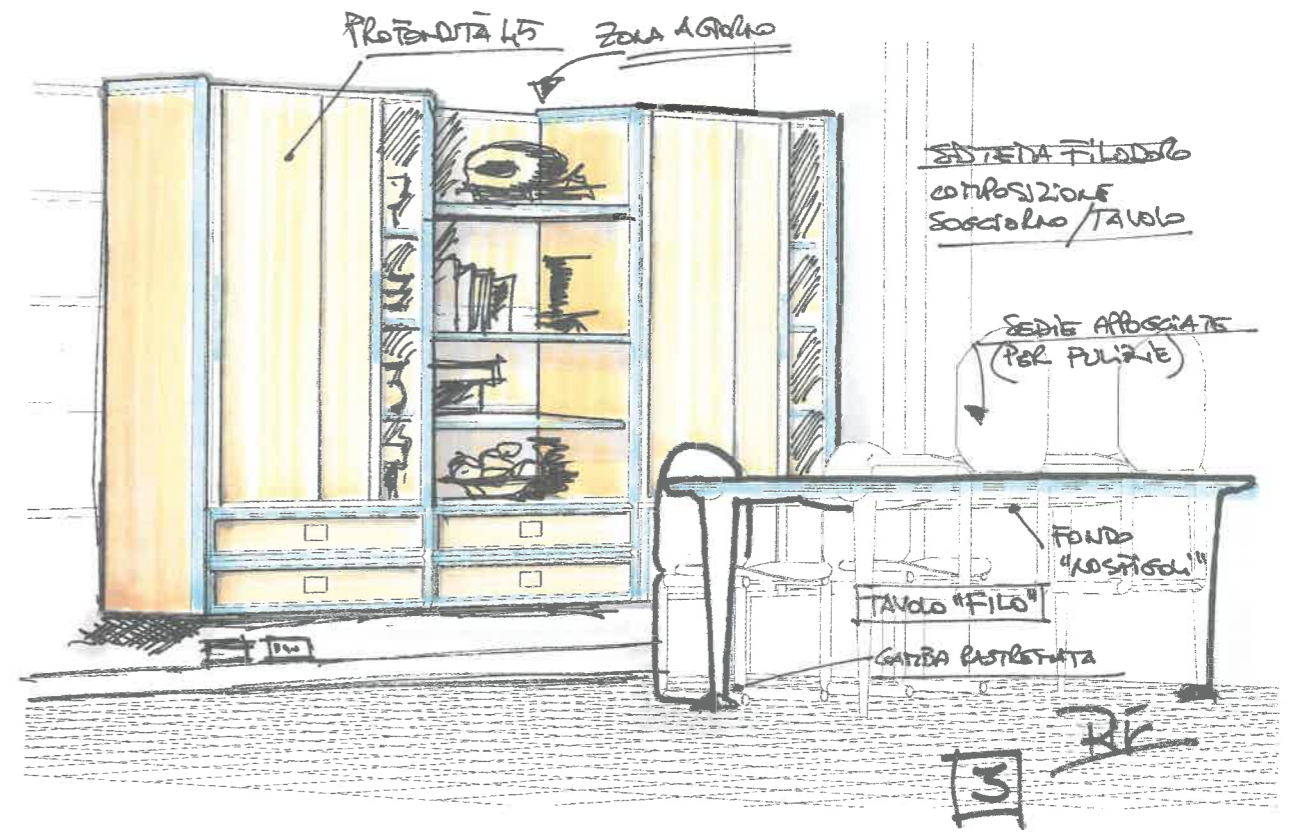 PROFONDITÀ 45
ZONA A GIORNO
SISTEMA FILODORO
COMPOSIZIONE
SOGGIORNO/TAVOLO
SEDIE APPOGGIATE
(PER PULIZIE)
FONDO
TAVOLO "FILO"
GAMBA RASTREMATA
3